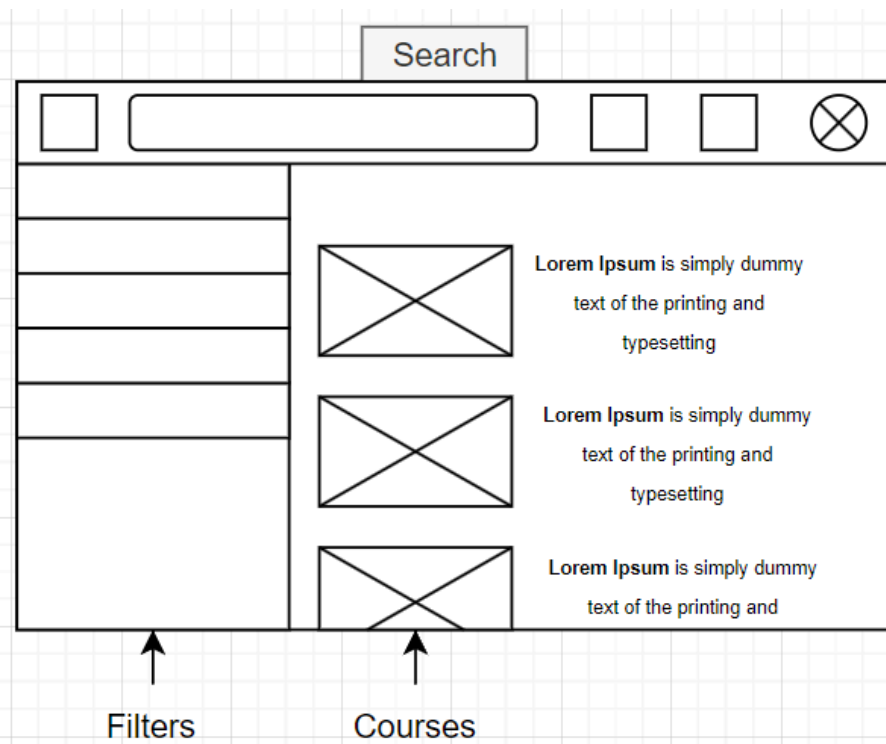 Search
Lorem Ipsum is simply dummy
text of the printing and
typesetting
Lorem Ipsum is simply dummy
text of the printing and
typesetting
Lorem Ipsum is simply dummy
text of the printing and
Filters
Courses